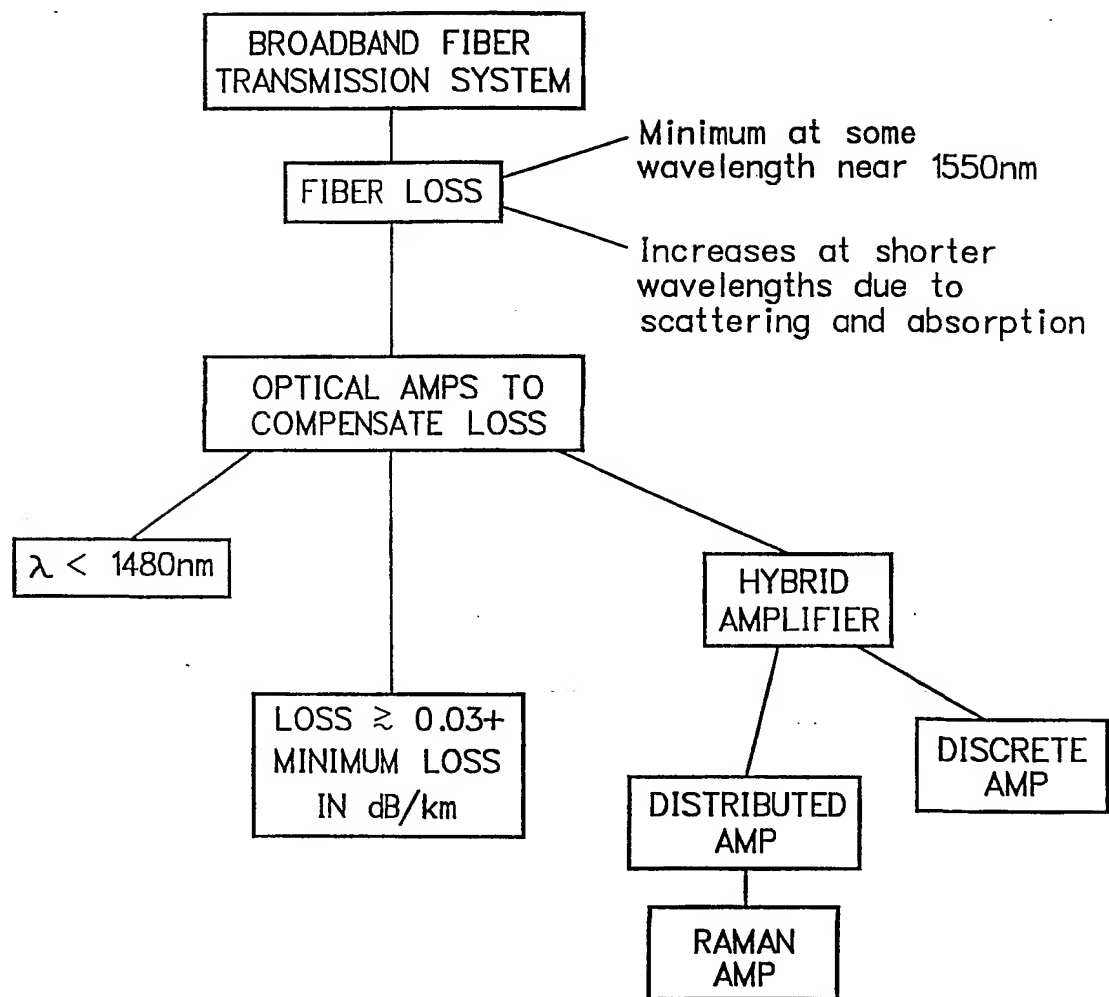 BROADBAND FIBER
TRANSMISSION SYSTEM
FIBER LOSS
Minimum at some
wavelength near 1550nm
Increases at shorter
wavelengths due to
scattering and absorption
OPTICAL AMPS TO
COMPENSATE LOSS
λ < 1480nm
LOSS ≳ 0.03+
MINIMUM LOSS
IN dB/km
HYBRID
AMPLIFIER
DISTRIBUTED
AMP
DISCRETE
AMP
RAMAN
AMP